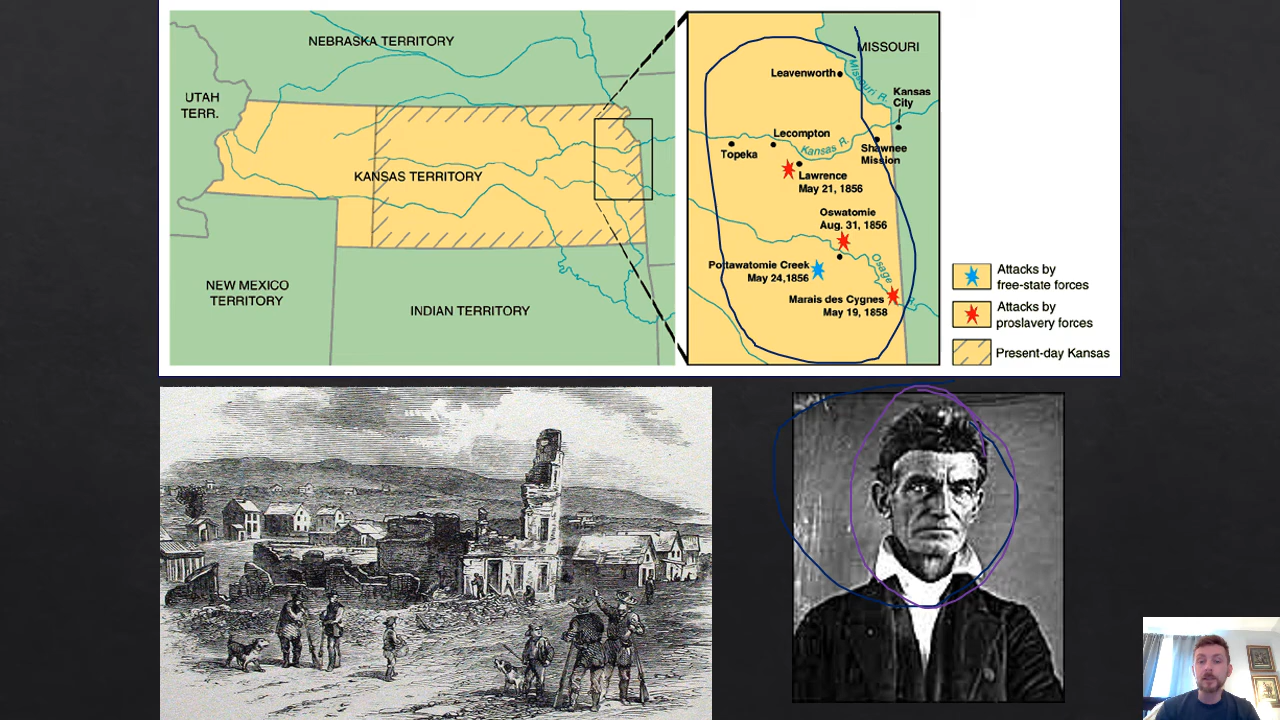 NEBRASKA TERRITORY
UTAH
TERR.
KANSAS TERRITORY
NEW MEXICO
TERRITORY
INDIAN TERRITORY
MISSOURI
Leavenworth
Missouri R.
Kansas
City
Lecompton
Kansas R.
Topeka
Shawnee
Mission
Lawrence
May 21, 1856
Oswatomie
Aug. 31, 1856
Pottawatomie Creek
May 24,1856
Osage R.
Marais des Cygnes
May 19, 1858
Attacks by
free-state forces
Attacks by
proslavery forces
Present-day Kansas